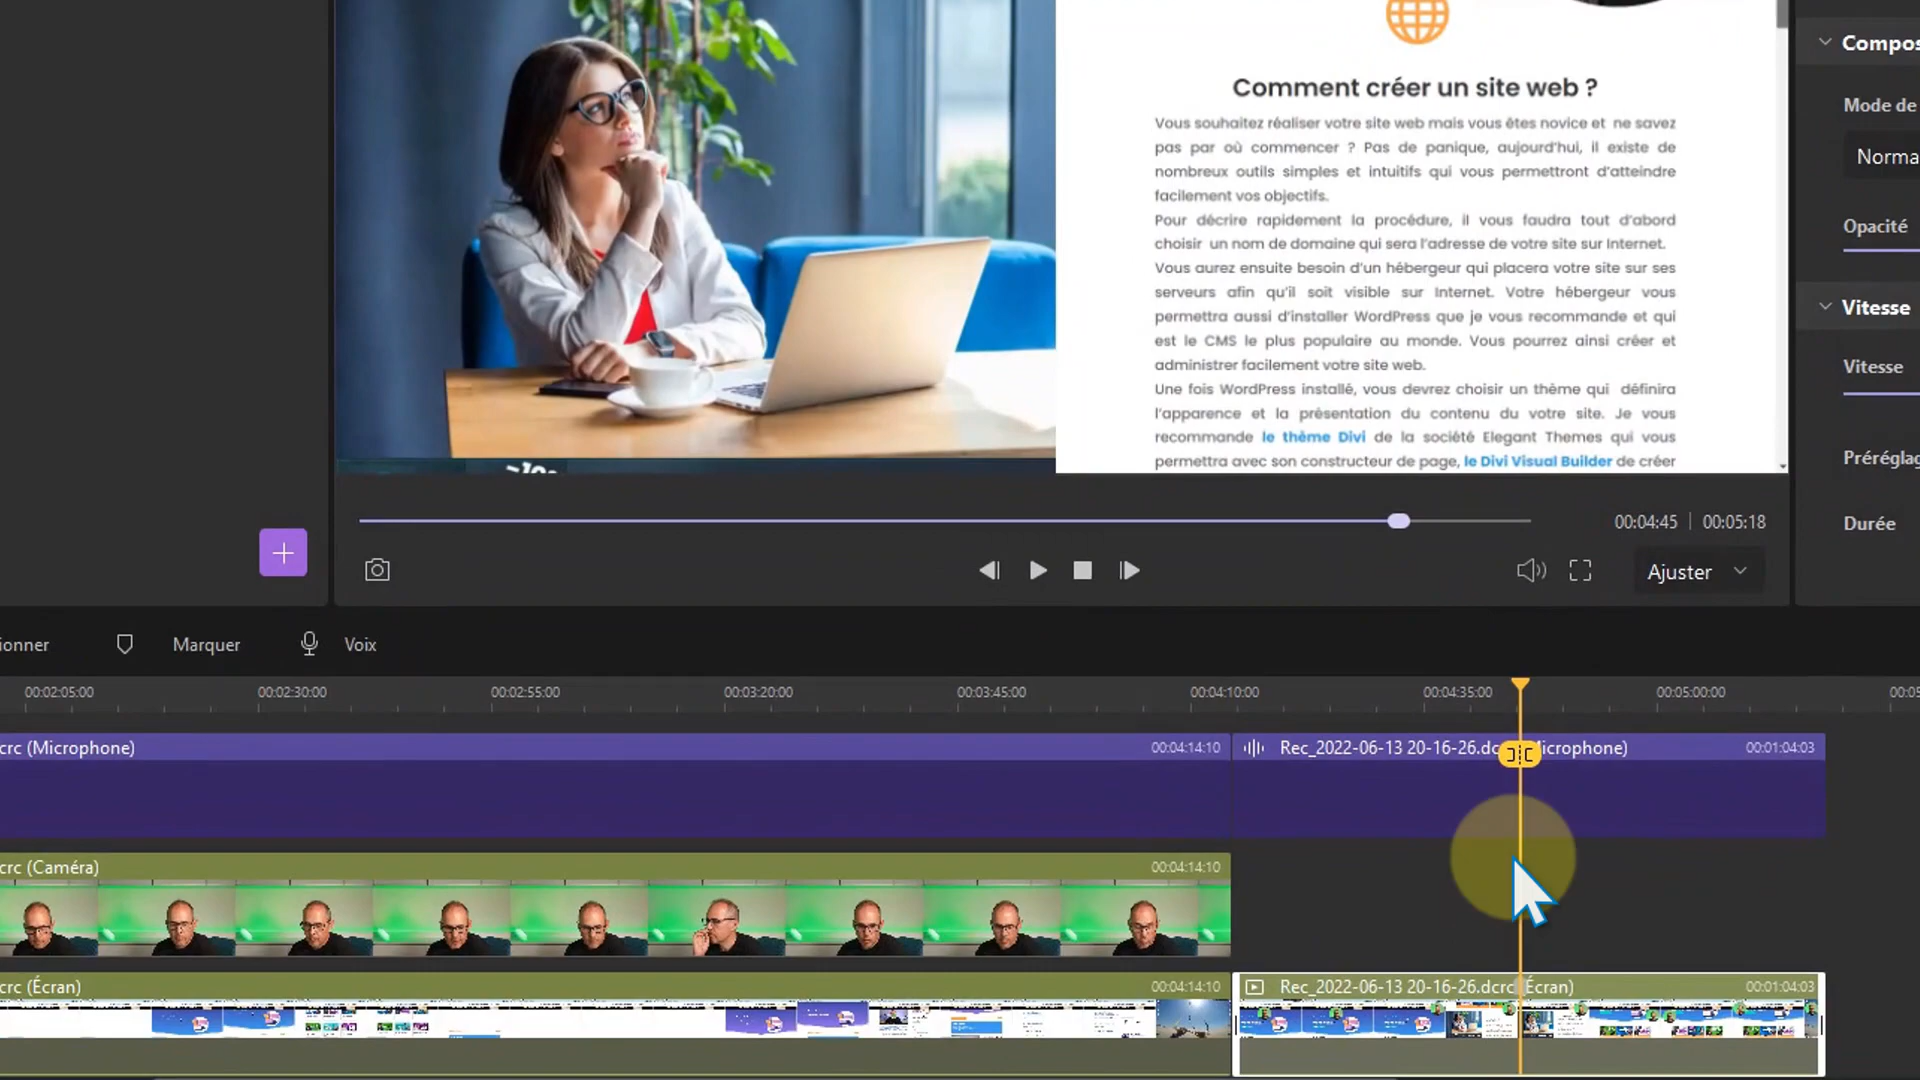 Compos
Mode de
Norma
Opacité
Vitesse
Vitesse
Préréglag
Durée
Comment créer un site web ?
Vous souhaitez réaliser votre site web mais vous êtes novice et ne savez
pas par où commencer ? Pas de panique, aujourd'hui, il existe de
nombreux outils simples et intuitifs qui vous permettront d'atteindre
facilement vos objectifs.
Pour décrire rapidement la procédure, il vous faudra tout d'abord
choisir un nom de domaine qui sera l'adresse de votre site sur Internet.
Vous aurez ensuite besoin d'un hébergeur qui placera votre site sur ses
serveurs afin qu'il soit visible sur Internet. Votre hébergeur vous
permettra aussi d'installer WordPress que je vous recommande et qui
est le CMS le plus populaire au monde. Vous pourrez ainsi créer et
administrer facilement votre site web.
Une fois WordPress installé, vous devrez choisir un thème qui définira
l'apparence et la présentation du contenu du votre site. Je vous
recommande le thème Divi de la société Elegant Themes qui vous
permettra avec son constructeur de page, le Divi Visual Builder de créer
00:04:45 | 00:05:18
Ajuster
ionner Marquer Voix
00:02:05:00 00:02:30:00 00:02:55:00 00:03:20:00 00:03:45:00 00:04:10:00 00:04:35:00 00:05:00:00 00:05
crc (Microphone) 00:04:14:10 Rec_2022-06-13 20-16-26.dc icrophone) 00:01:04:03
crc (Caméra) 00:04:14:10
crc (Écran) 00:04:14:10 Rec_2022-06-13 20-16-26.dcrc (Écran) 00:01:04:03